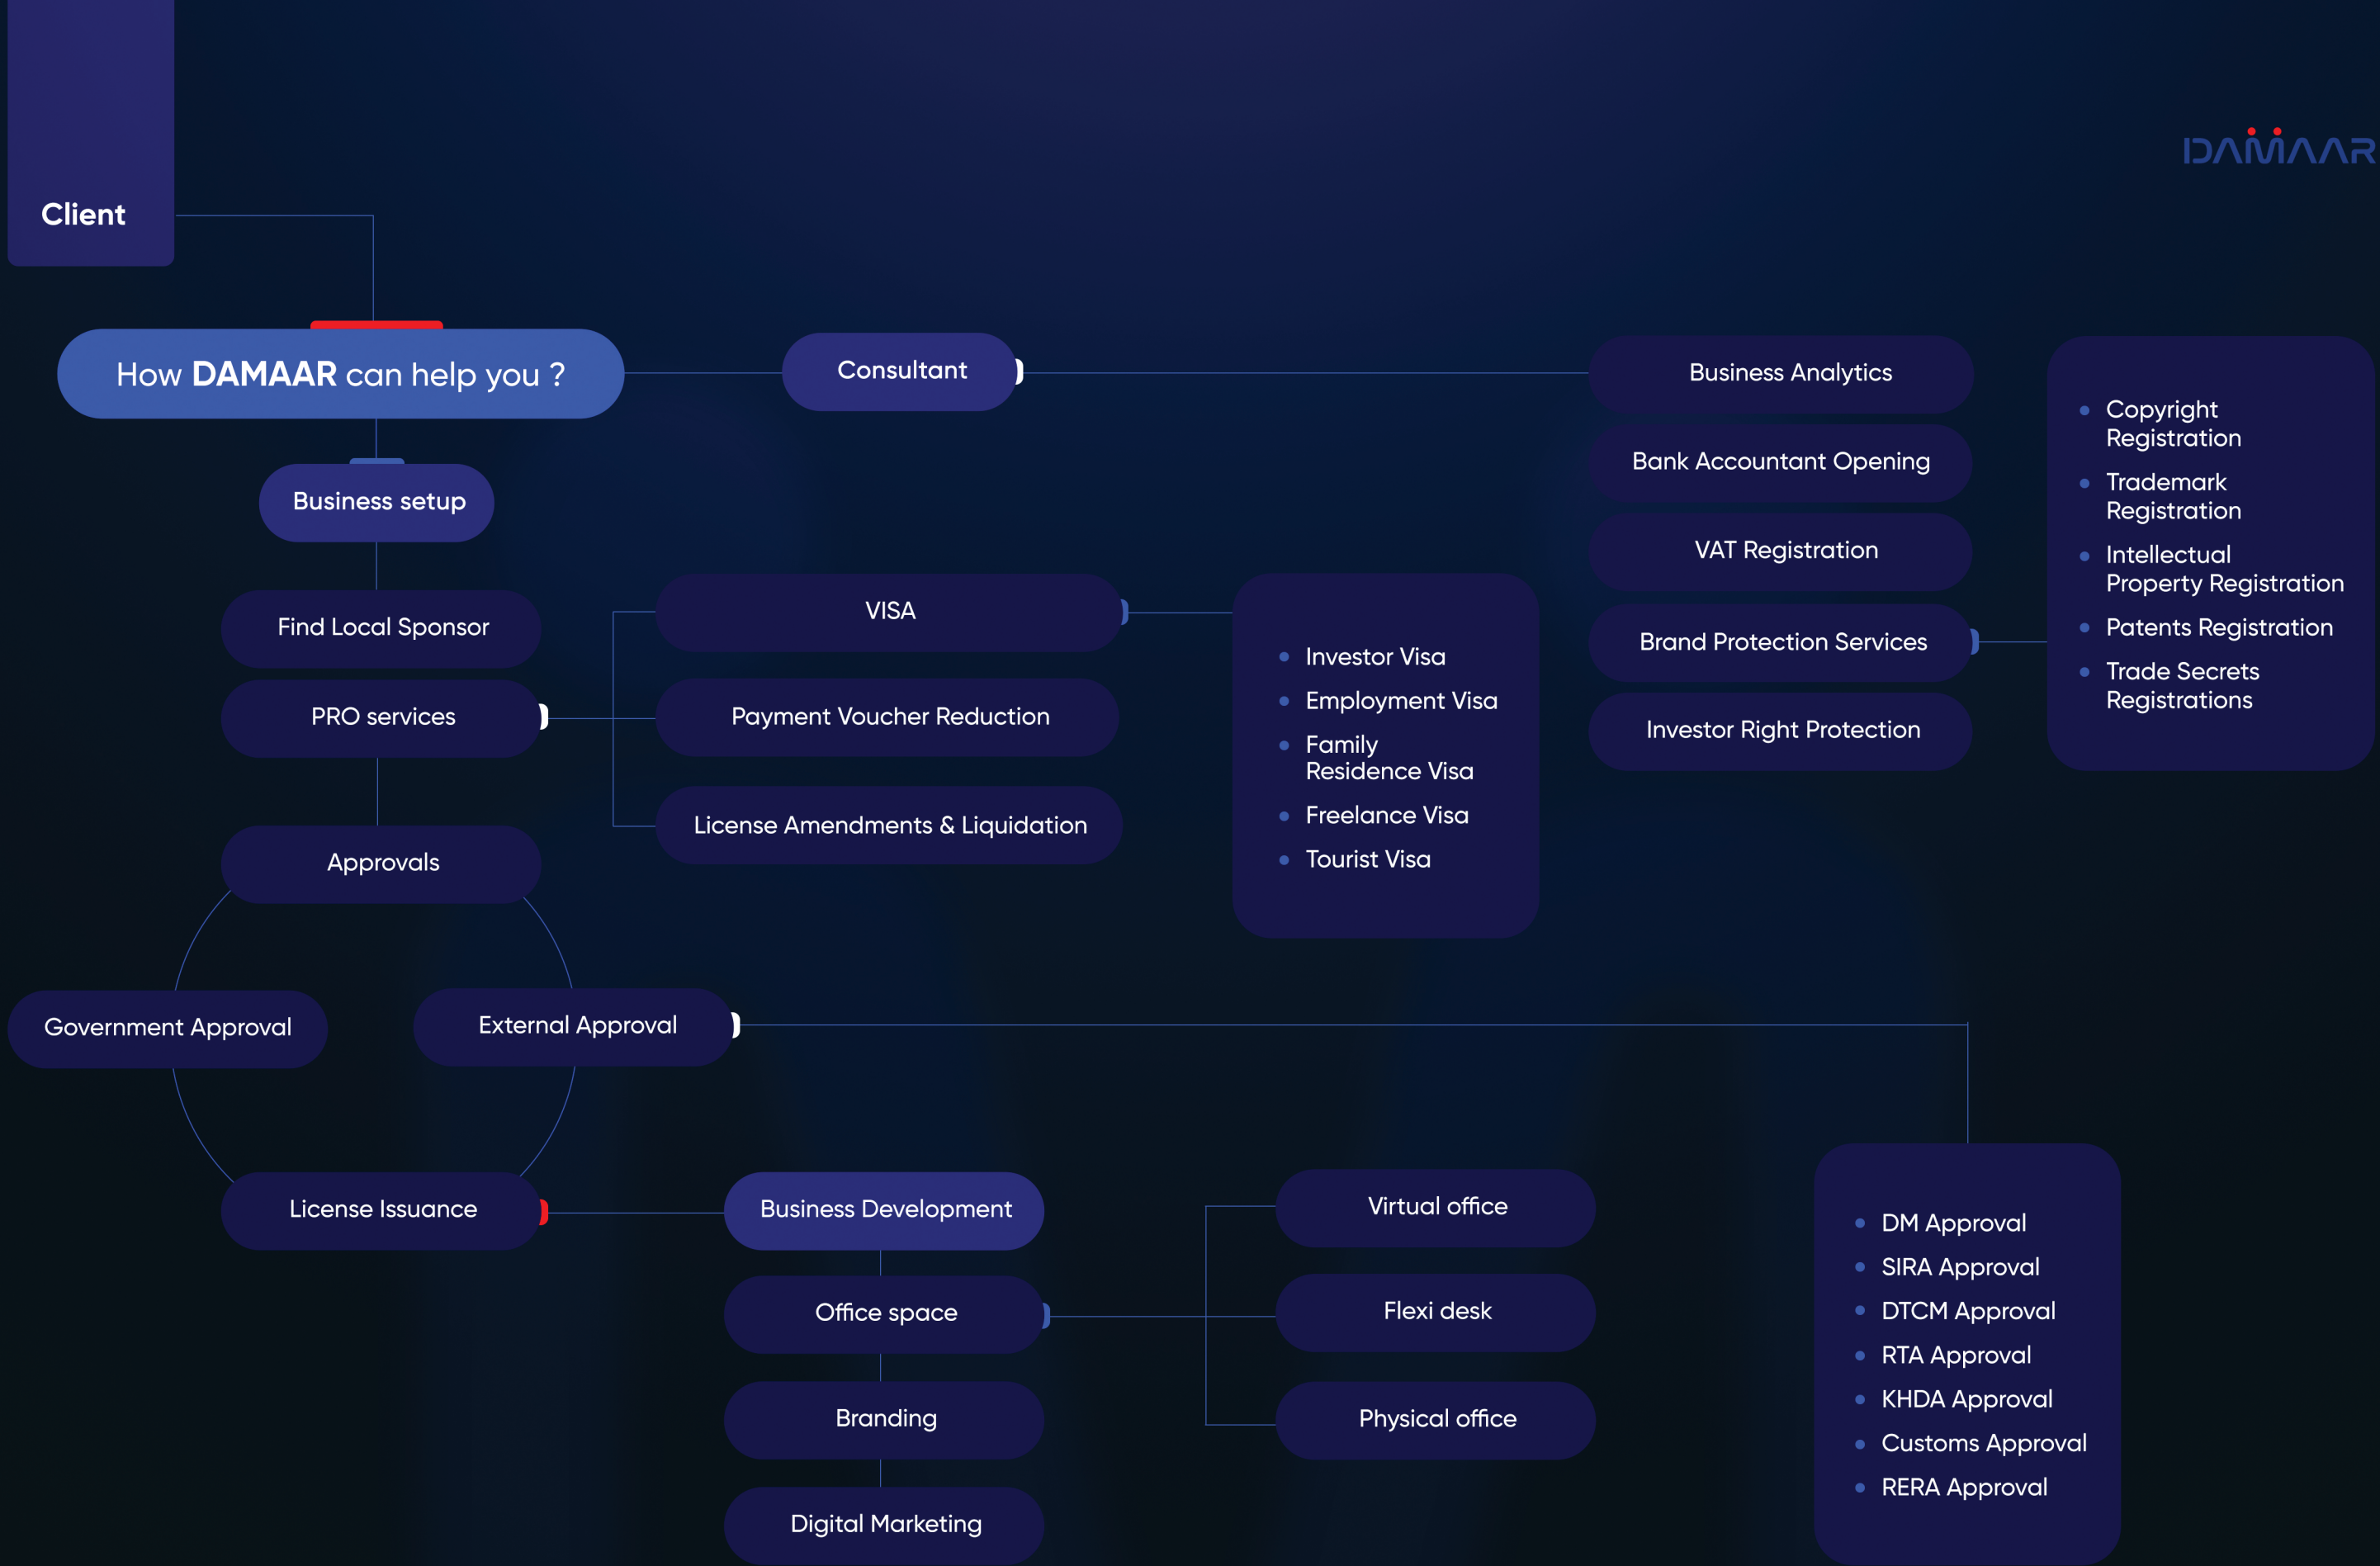 DAMAAR
Client
How DAMAAR can help you ?
Consultant
Business Analytics
Bank Accountant Opening
VAT Registration
Brand Protection Services
Investor Right Protection
Copyright
Registration
Trademark
Registration
Intellectual
Property Registration
Patents Registration
Trade Secrets
Registrations
Business setup
Find Local Sponsor
PRO services
VISA
Payment Voucher Reduction
License Amendments & Liquidation
Investor Visa
Employment Visa
Family
Residence Visa
Freelance Visa
Tourist Visa
Approvals
Government Approval
External Approval
License Issuance
Business Development
Office space
Branding
Digital Marketing
Virtual office
Flexi desk
Physical office
DM Approval
SIRA Approval
DTCM Approval
RTA Approval
KHDA Approval
Customs Approval
RERA Approval